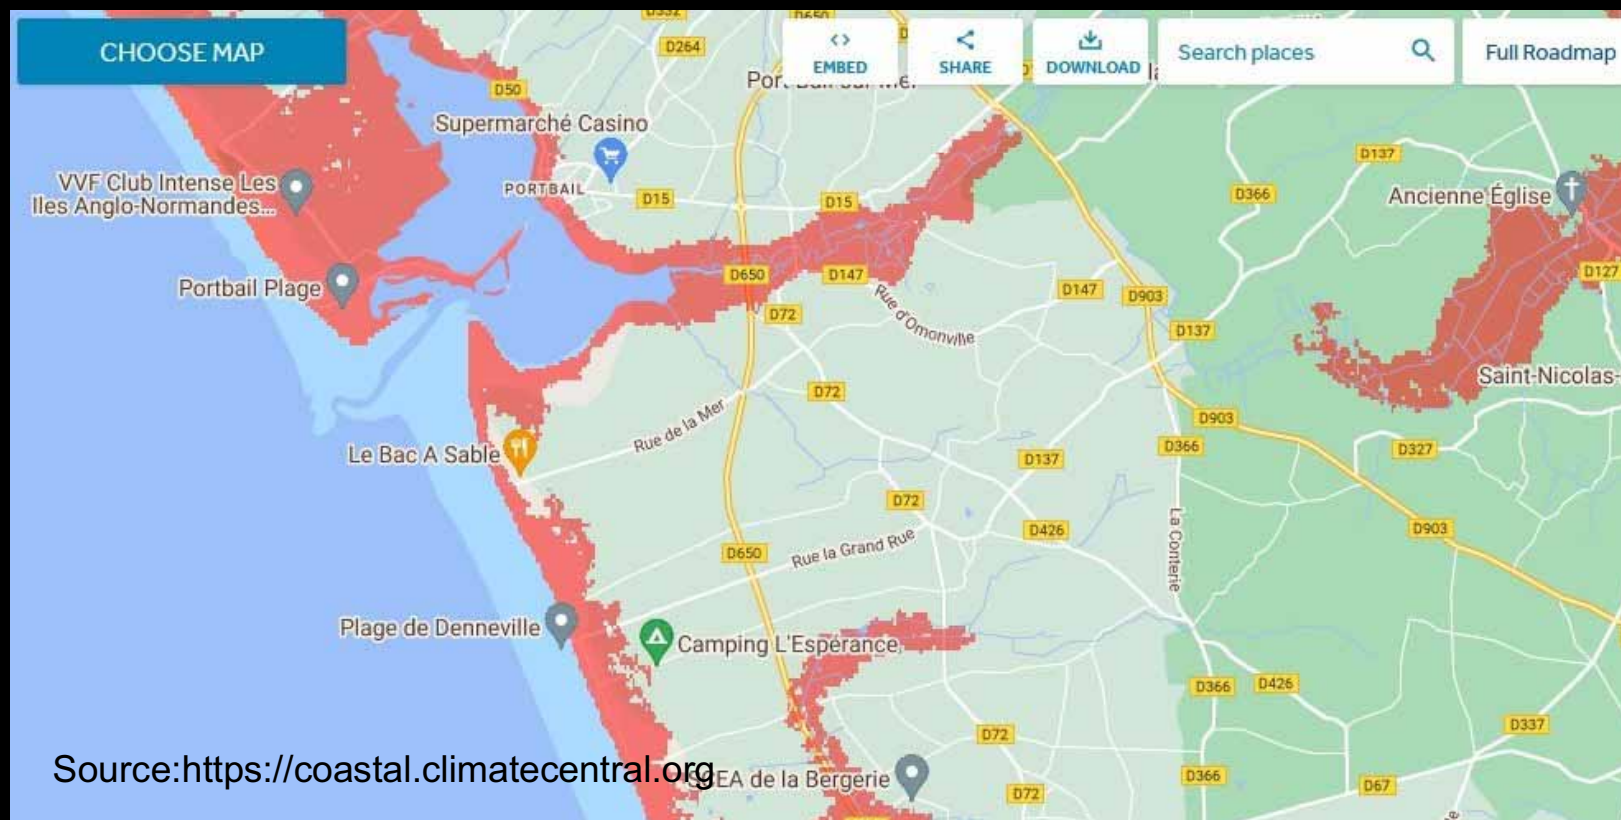 D332
D650
CHOOSE MAP
D264
EMBED
SHARE
DOWNLOAD
Search places
Full Roadmap
D50
Supermarché Casino
D137
VVF Club Intense Les
Iles Anglo-Normandes...
PORTBAIL
D15
D15
D366
Ancienne Église
Portbail Plage
D650
D147
D147
D903
D127
Rue d'Omonville
D72
D137
Saint-Nicolas-
D72
D903
Rue de la Mer
D366
D327
Le Bac A Sable
D137
D72
D426
La Conterie
D903
D650
Rue la Grand Rue
Plage de Denneville
Camping L'Espérance
D366
D426
D337
D72
Source:https://coastal.climatecentral.org
de la Bergerie
D366
D67
D72